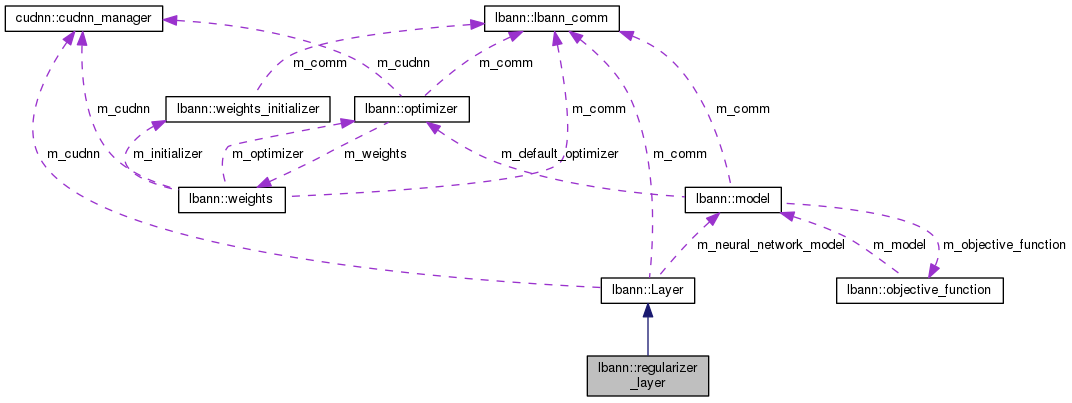 cudnn::cudnn_manager
lbann::lbann_comm
m_comm
m_cudnn
m_comm
lbann::weights_initializer
lbann::optimizer
m_cudnn
m_comm
m_comm
m_cudnn
m_initializer
m_optimizer
m_weights
m_default_optimizer
m_comm
lbann::weights
lbann::model
m_neural_network_model
m_model
m_objective_function
lbann::Layer
lbann::objective_function
lbann::regularizer
_layer